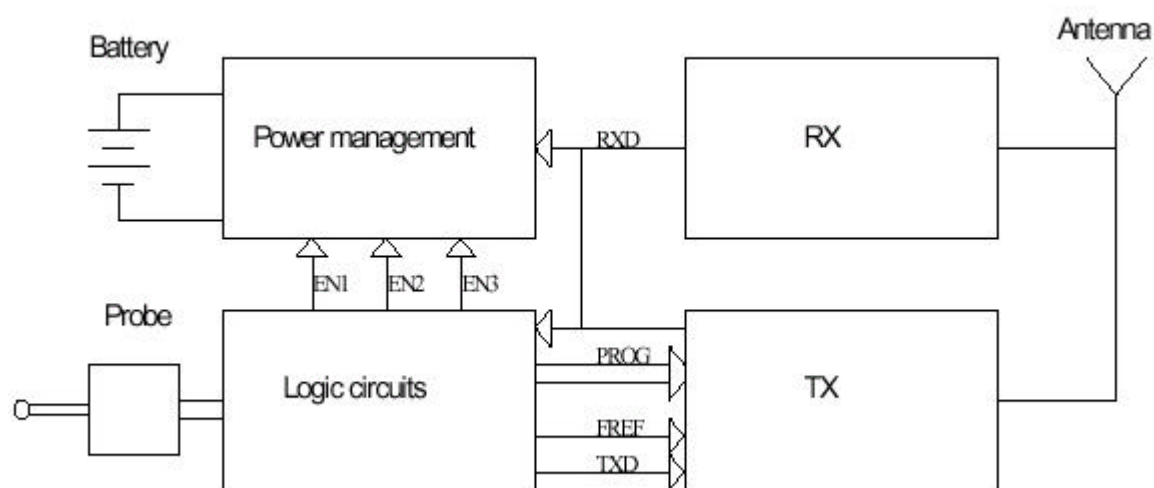 Battery
Antenna
Power management
RXD
RX
EN1
EN2
EN3
Probe
Logic circuits
PROG
TX
FREF
TXD